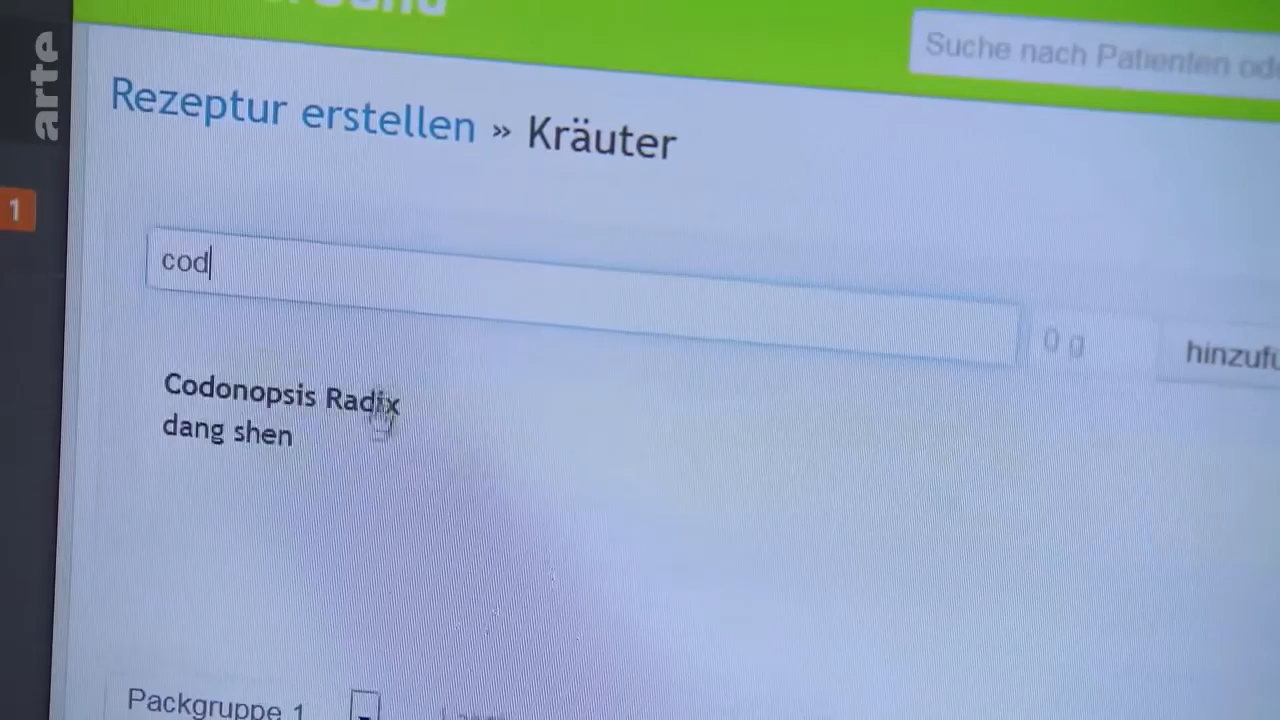 arte
Suche nach Patienten od
Rezeptur erstellen » Kräuter
1
cod
0 g
hinzufü
Codonopsis Radix
dang shen
Packgruppe 1